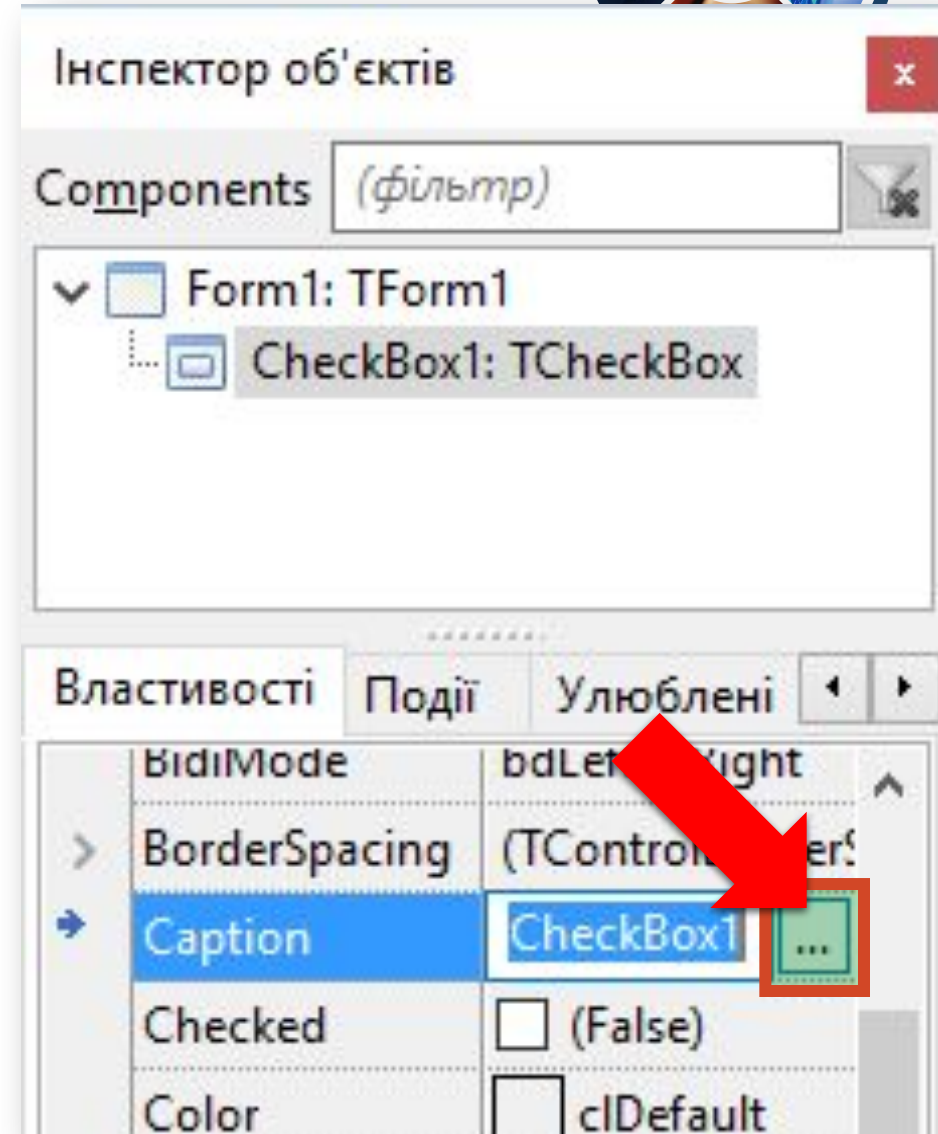 Інспектор об'єктів x
Components (фільтр)
Form1: TForm1
CheckBox1: TCheckBox
Властивості Події Улюблені
BidiMode
BorderSpacing
Caption CheckBox1 ...
Checked (False)
Color clDefault